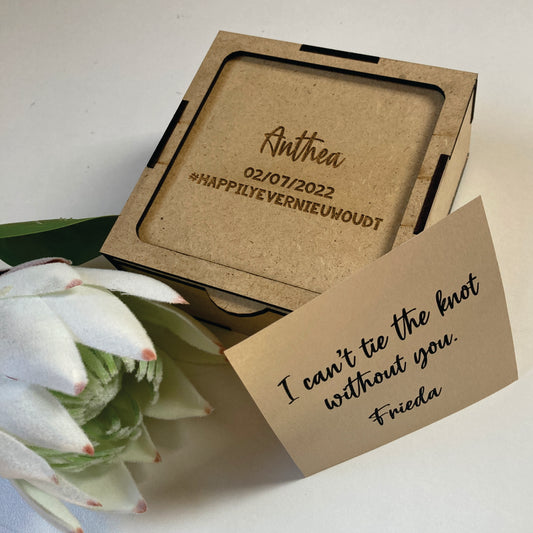 Anthea
02/07/2022
#HAPPILYEVERNIEUWOUDT
I can't tie the knot
without you.
Frieda